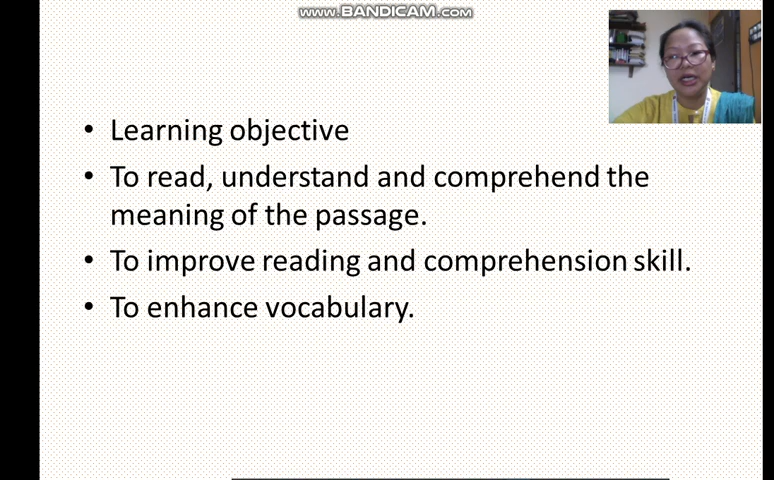 www.BANDICAM.com
• Learning objective
• To read, understand and comprehend the
meaning of the passage.
• To improve reading and comprehension skill.
• To enhance vocabulary.